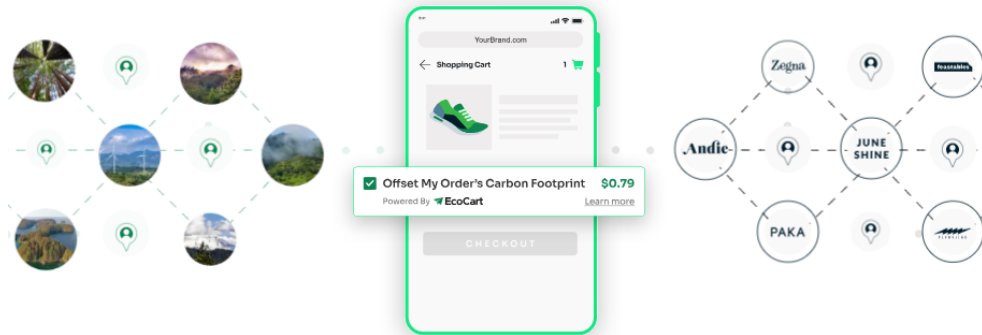 YourBrand.com
Shopping Cart 1
Offset My Order's Carbon Footprint $0.79
Powered By EcoCart Learn more
CHECKOUT
Zegna
feastables
Andie
JUNE
SHINE
PAKA